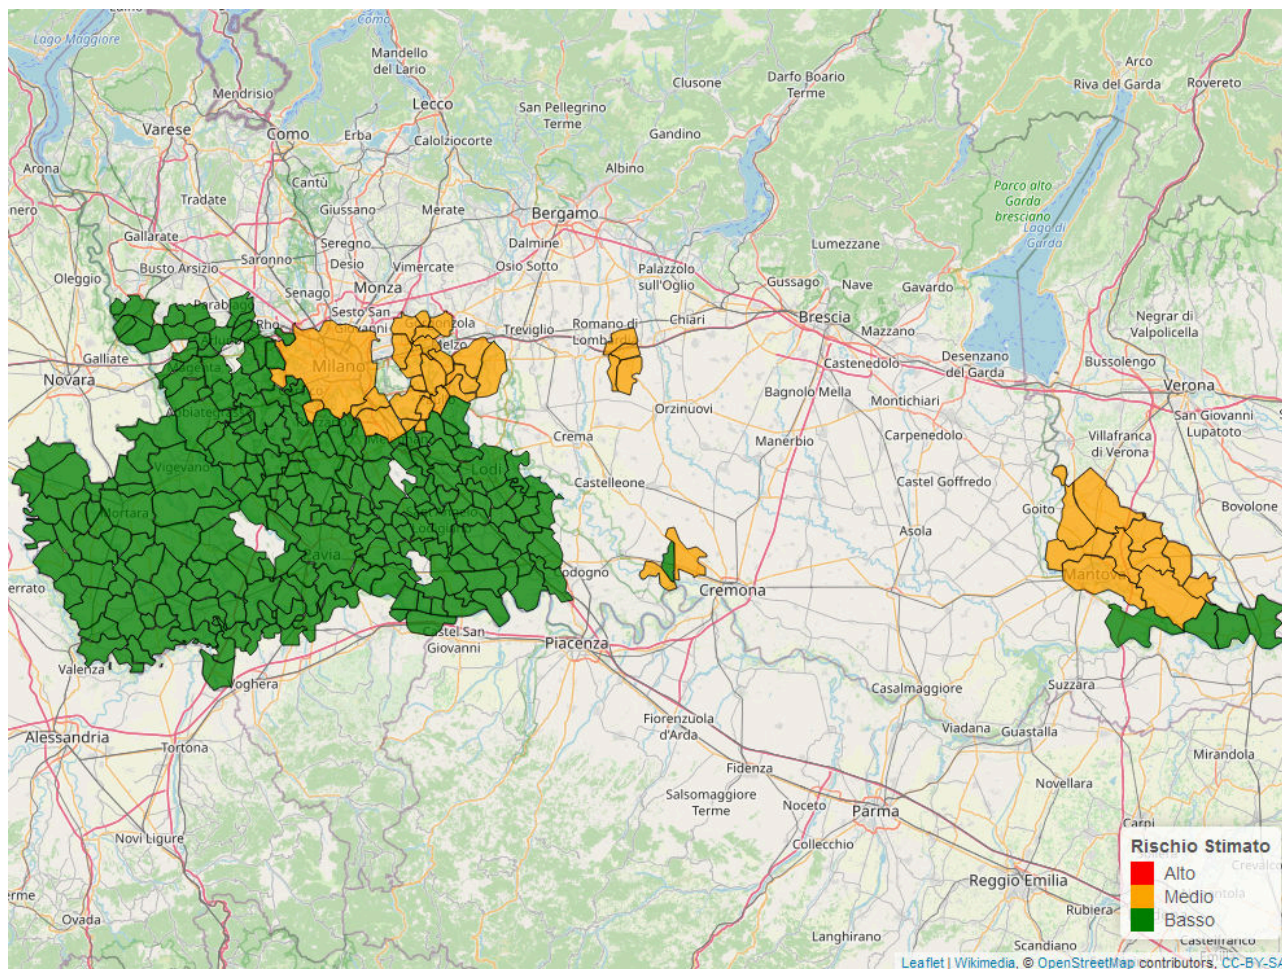 Lago Maggiore
Como
Mandello
del Lario
Clusone
Darfo Boario
Terme
Arco
Riva del Garda
Rovereto
Mendrisio
Lecco
San Pellegrino
Terme
Varese
Como
Erba
Calolziocorte
Gandino
Arona
Albino
Cantù
Parco alto
Garda
bresciano
Lago di
Garda
Tradate
Giussano
Merate
Bergamo
Gallarate
Seregno
Dalmine
Lumezzane
Busto Arsizio
Saronno
Desio
Vimercate
Osio Sotto
Palazzolo
sull'Oglio
Oleggio
Senago
Monza
Gussago
Nave
Gavardo
Parabiago
Sesto San
Giovanni
Rho
Treviglio
Romano di
Chiari
Brescia
Mazzano
Negrar di
Valpolicella
Galliate
Magenta
Milano
Melzo
Castenedolo
Desenzano
del Garda
Bussolengo
Novara
Bagnolo Mella
Montichiari
Verona
Orzinuovi
San Giovanni
Lupatoto
Crema
Manerbio
Carpenedolo
Villafranca
di Verona
Vigevano
Lodi
Castelleone
Castel Goffredo
Mortara
Goito
Bovolone
Asola
Pavia
Cremona
Mantova
Castel San
Giovanni
Piacenza
Valenza
Voghera
Casalmaggiore
Suzzara
Alessandria
Tortona
Fiorenzuola
d'Arda
Viadana
Guastalla
Mirandola
Fidenza
Novellara
Salsomaggiore
Terme
Noceto
Parma
Carpi
Novi Ligure
Collecchio
Rischio Stimato
Alto
Medio
Basso
Reggio Emilia
Rubiera
Ovada
Langhirano
Scandiano
Castelfranco
Leaflet | Wikimedia, © OpenStreetMap contributors, CC-BY-SA